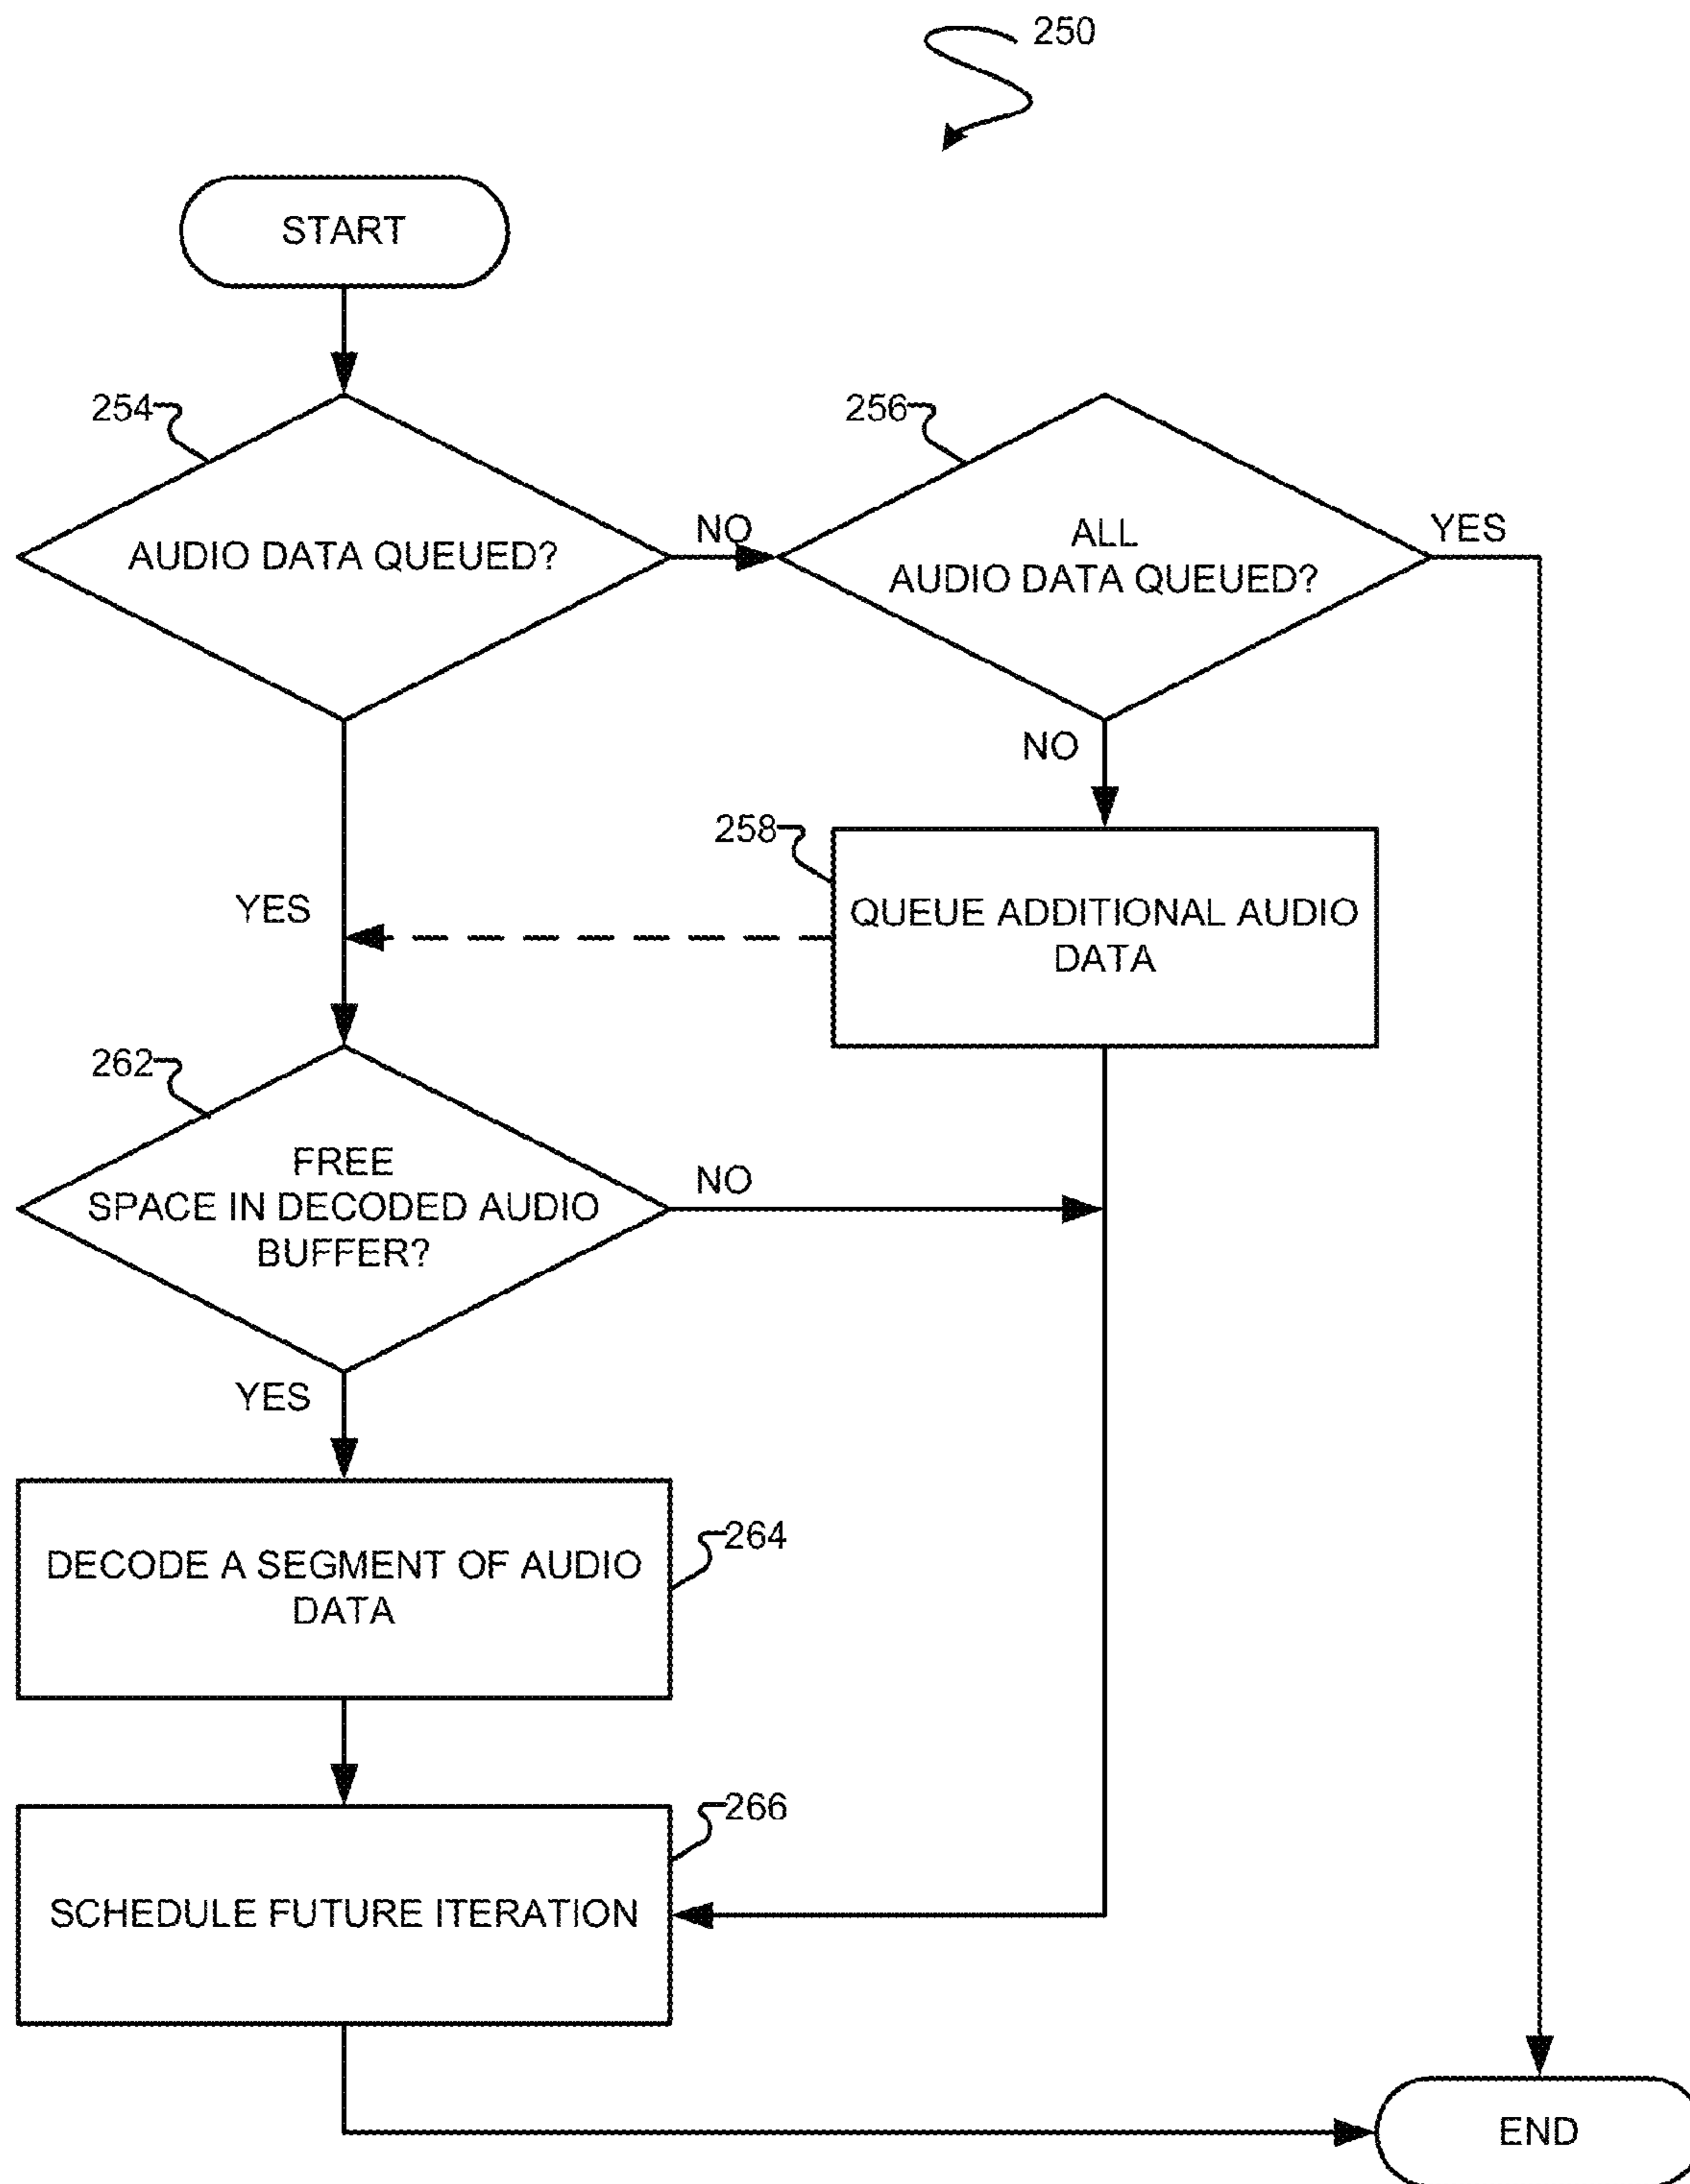 250
START
254
256
AUDIO DATA QUEUED?
NO
ALL
AUDIO DATA QUEUED?
YES
NO
258
QUEUE ADDITIONAL AUDIO
DATA
YES
262
FREE
SPACE IN DECODED AUDIO
BUFFER?
NO
YES
264
DECODE A SEGMENT OF AUDIO
DATA
266
SCHEDULE FUTURE ITERATION
END